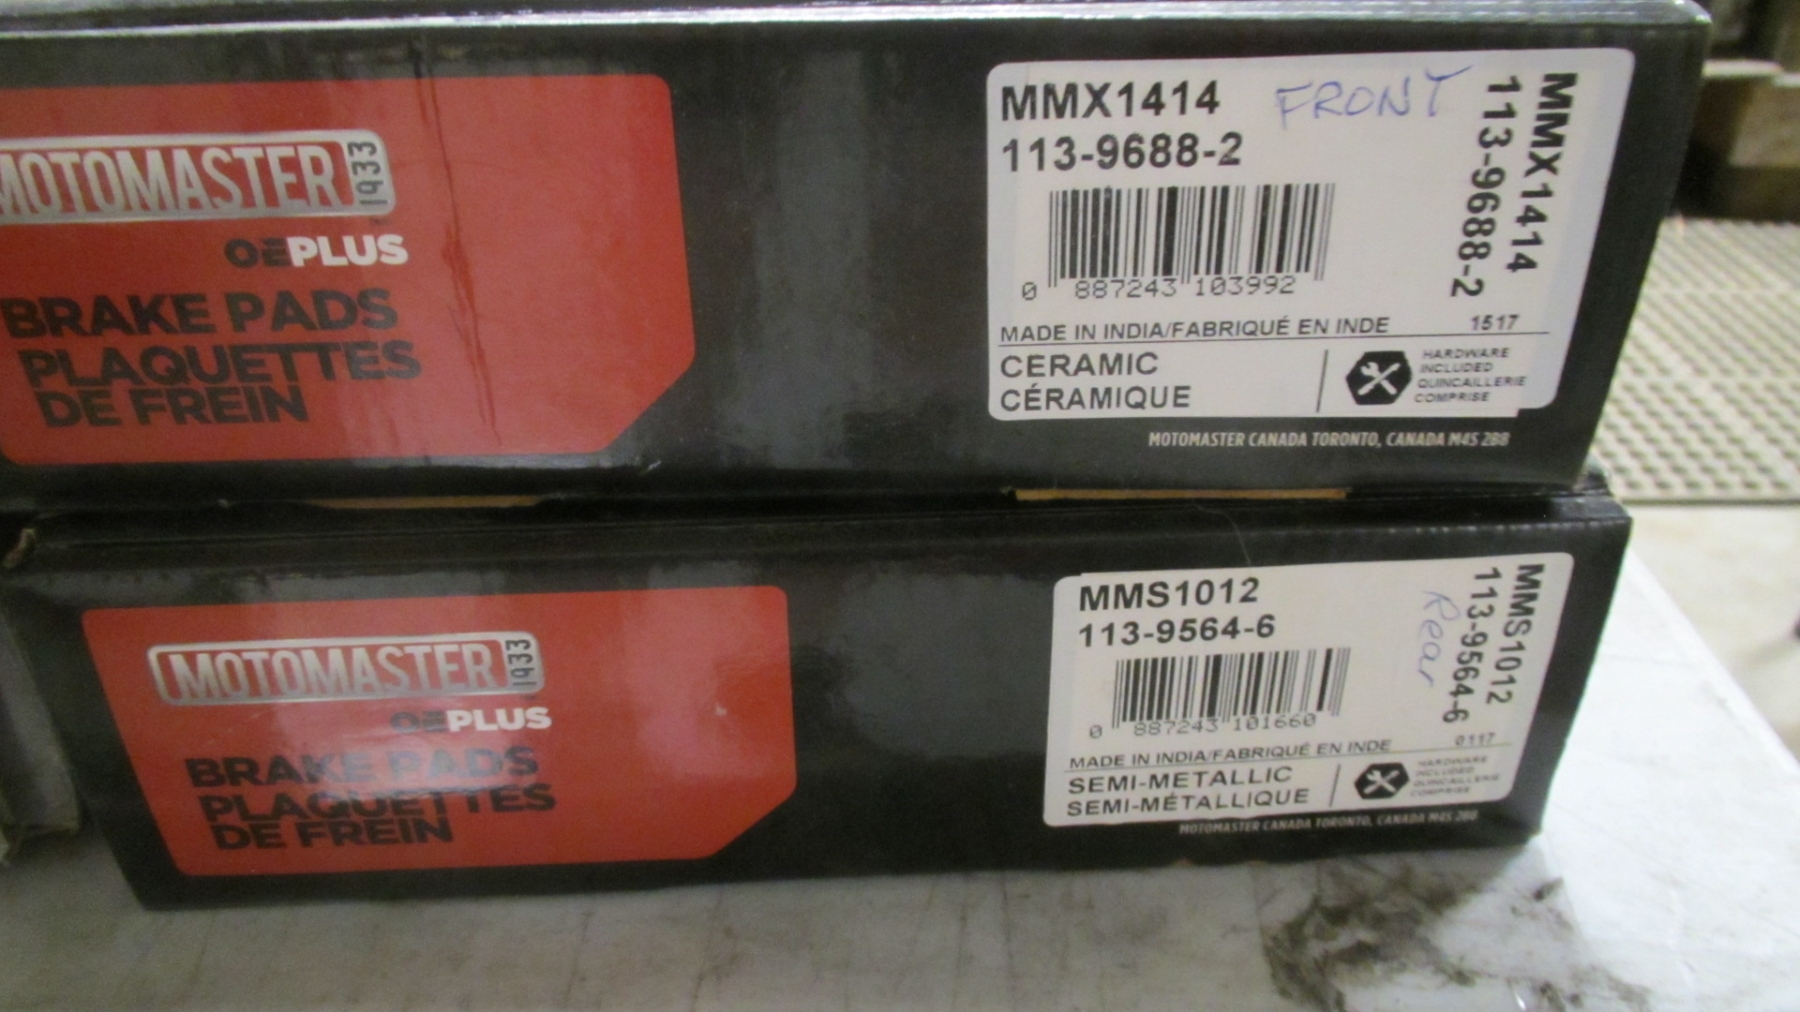 MOTOMASTER 1933
OEPLUS
BRAKE PADS
PLAQUETTES
DE FREIN
MMX1414 FRONT
113-9688-2
0 887243 103992
MADE IN INDIA/FABRIQUÉ EN INDE 1517
CERAMIC
CÉRAMIQUE
HARDWARE
INCLUDED
QUINCAILLERIE
COMPRISE
MMX1414
113-9688-2
MOTOMASTER CANADA TORONTO, CANADA M4S 2B8
MOTOMASTER 1933
OEPLUS
BRAKE PADS
PLAQUETTES
DE FREIN
MMS1012
113-9564-6
0 887243 101660
MADE IN INDIA/FABRIQUÉ EN INDE 0117
SEMI-METALLIC
SEMI-MÉTALLIQUE
HARDWARE
INCLUDED
QUINCAILLERIE
COMPRISE
MMS1012
113-9564-6
Rear
MOTOMASTER CANADA TORONTO, CANADA M4S 2B8